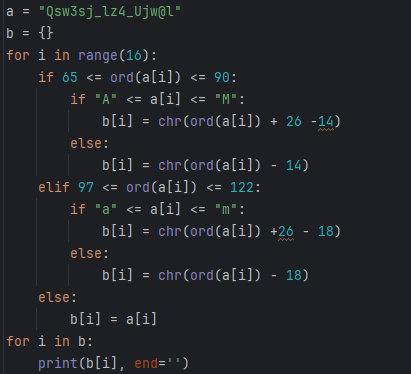 a = "Qsw3sj_lz4_Ujw@l"
b = {}
for i in range(16):
    if 65 <= ord(a[i]) <= 90:
        if "A" <= a[i] <= "M":
            b[i] = chr(ord(a[i]) + 26 -14)
        else:
            b[i] = chr(ord(a[i]) - 14)
    elif 97 <= ord(a[i]) <= 122:
        if "a" <= a[i] <= "m":
            b[i] = chr(ord(a[i]) +26 - 18)
        else:
            b[i] = chr(ord(a[i]) - 18)
    else:
        b[i] = a[i]
for i in b:
    print(b[i], end='')